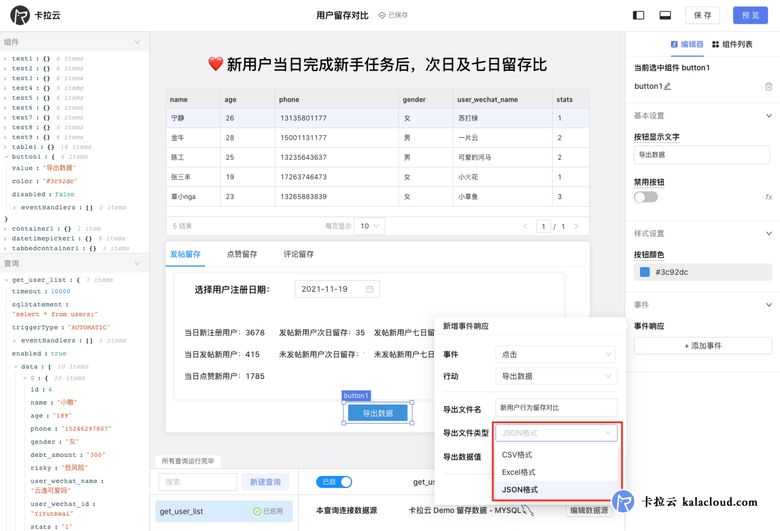 卡拉云
用户留存对比
已保存
保 存
预 览
组件
text1 : {} 6 items
text2 : {} 6 items
text3 : {} 6 items
text4 : {} 6 items
text5 : {} 6 items
text6 : {} 6 items
text7 : {} 6 items
text8 : {} 6 items
text9 : {} 6 items
table1 : {} 18 items
button1 : { 4 items
value : "导出数据"
color : "#3c92dc"
disabled : false
eventHandlers : [] 0 items
}
container1 : {} 1 item
datetimepicker1 : {} 6 items
tabbedcontainer1 : {} 3 items
查询
get_user_list : { 7 items
timeout : 10000
sqlStatement :
"select * from users;"
triggerType : "AUTOMATIC"
eventHandlers : [] 0 items
enabled : true
data : [ 10 items
0 : { 10 items
id : 4
name : "小敏"
age : "189"
phone : "15246297807"
gender : "女"
debt_amount : "300"
risky : "低风险"
user_wechat_name :
"云逸可爱吗"
user_wechat_id :
"YiYunKeAi"
stats : "1"
新用户当日完成新手任务后，次日及七日留存比
name age phone gender user_wechat_name stats
宁静 26 13135801177 女 苏打绿 1
金牛 28 15001131177 男 一片云 2
陈工 25 13235643637 男 可爱的河马 2
张三丰 19 17263746473 女 小火花 1
章小nga 23 13265883839 女 小章鱼 3
5 结果
每页显示 10
1 / 1
发帖留存 点赞留存 评论留存
选择用户注册日期： 2021-11-19
当日新注册用户：3678 发帖新用户次日留存：35 发帖新用户七日留
当日发帖新用户：415 未发帖新用户次日留存： 未发帖新用户七日
当日点赞新用户：1785
button1
导出数据
所有查询运行完毕
搜索
新建查询
get_user_list
已启用
已启
get_us
本查询连接数据源
卡拉云 Demo 留存数据 - MYSQL
编辑数据源
新增事件响应
事件 点击
行动 导出数据
导出文件名 新用户行为留存对比
导出文件类型 JSON格式
导出数据值
CSV格式
Excel格式
JSON格式
编辑器
组件列表
当前选中组件 button1
button1
基本设置
按钮显示文字
导出数据
禁用按钮
fx
样式设置
按钮颜色
#3c92dc
事件
事件响应
+ 添加事件
卡拉云 kalacloud.com